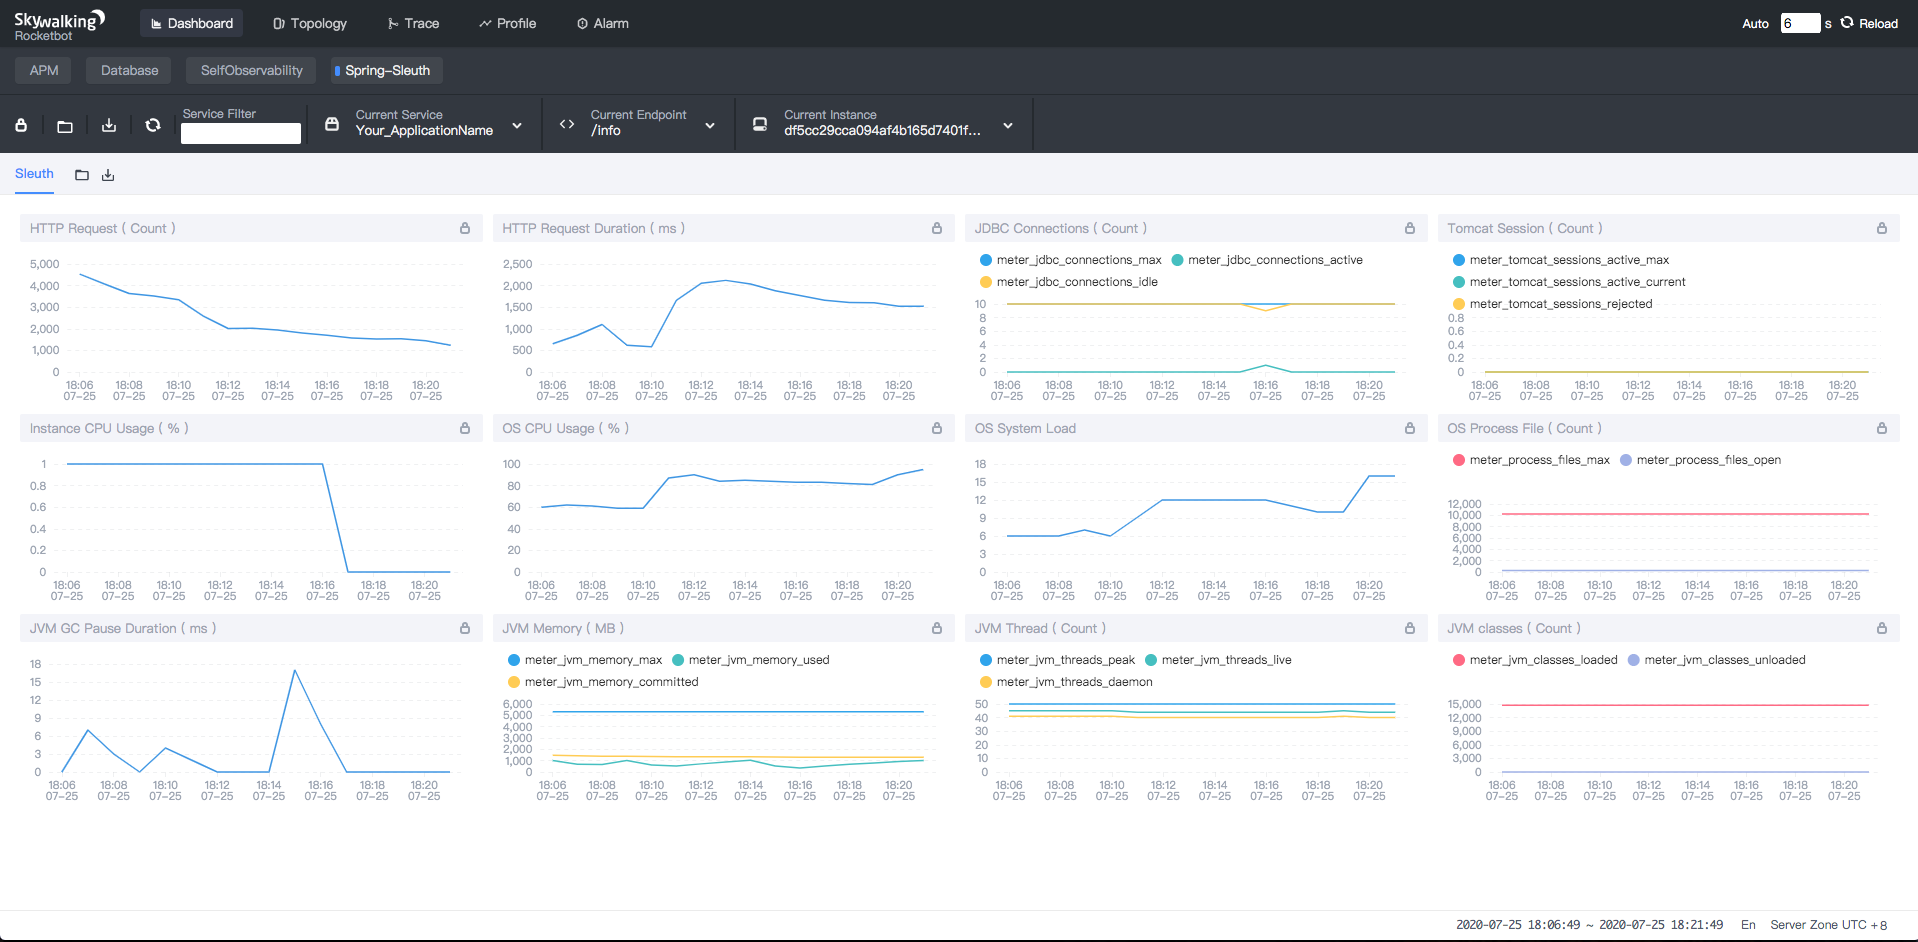 Skywalking
Rocketbot
Dashboard
Topology
Trace
Profile
Alarm
Auto 6 s Reload
APM
Database
SelfObservability
Spring-Sleuth
Service Filter
Current Service
Your_ApplicationName
Current Endpoint
/info
Current Instance
df5cc29cca094af4b165d7401f...
Sleuth
HTTP Request ( Count )
5,000
4,000
3,000
2,000
1,000
0
18:06 18:08 18:10 18:12 18:14 18:16 18:18 18:20
07-25 07-25 07-25 07-25 07-25 07-25 07-25 07-25
HTTP Request Duration ( ms )
2,500
2,000
1,500
1,000
500
0
18:06 18:08 18:10 18:12 18:14 18:16 18:18 18:20
07-25 07-25 07-25 07-25 07-25 07-25 07-25 07-25
JDBC Connections ( Count )
meter_jdbc_connections_max meter_jdbc_connections_active
meter_jdbc_connections_idle
10
8
6
4
2
0
18:06 18:08 18:10 18:12 18:14 18:16 18:18 18:20
07-25 07-25 07-25 07-25 07-25 07-25 07-25 07-25
Tomcat Session ( Count )
meter_tomcat_sessions_active_max
meter_tomcat_sessions_active_current
meter_tomcat_sessions_rejected
0.8
0.6
0.4
0.2
0
18:06 18:08 18:10 18:12 18:14 18:16 18:18 18:20
07-25 07-25 07-25 07-25 07-25 07-25 07-25 07-25
Instance CPU Usage ( % )
1
0.8
0.6
0.4
0.2
0
18:06 18:08 18:10 18:12 18:14 18:16 18:18 18:20
07-25 07-25 07-25 07-25 07-25 07-25 07-25 07-25
OS CPU Usage ( % )
100
80
60
40
20
0
18:06 18:08 18:10 18:12 18:14 18:16 18:18 18:20
07-25 07-25 07-25 07-25 07-25 07-25 07-25 07-25
OS System Load
18
15
12
9
6
3
0
18:06 18:08 18:10 18:12 18:14 18:16 18:18 18:20
07-25 07-25 07-25 07-25 07-25 07-25 07-25 07-25
OS Process File ( Count )
meter_process_files_max meter_process_files_open
12,000
10,000
8,000
6,000
4,000
2,000
0
18:06 18:08 18:10 18:12 18:14 18:16 18:18 18:20
07-25 07-25 07-25 07-25 07-25 07-25 07-25 07-25
JVM GC Pause Duration ( ms )
18
15
12
9
6
3
0
18:06 18:08 18:10 18:12 18:14 18:16 18:18 18:20
07-25 07-25 07-25 07-25 07-25 07-25 07-25 07-25
JVM Memory ( MB )
meter_jvm_memory_max meter_jvm_memory_used
meter_jvm_memory_committed
6,000
5,000
4,000
3,000
2,000
1,000
0
18:06 18:08 18:10 18:12 18:14 18:16 18:18 18:20
07-25 07-25 07-25 07-25 07-25 07-25 07-25 07-25
JVM Thread ( Count )
meter_jvm_threads_peak meter_jvm_threads_live
meter_jvm_threads_daemon
50
40
30
20
10
0
18:06 18:08 18:10 18:12 18:14 18:16 18:18 18:20
07-25 07-25 07-25 07-25 07-25 07-25 07-25 07-25
JVM classes ( Count )
meter_jvm_classes_loaded meter_jvm_classes_unloaded
15,000
12,000
9,000
6,000
3,000
0
18:06 18:08 18:10 18:12 18:14 18:16 18:18 18:20
07-25 07-25 07-25 07-25 07-25 07-25 07-25 07-25
2020-07-25 18:06:49 ~ 2020-07-25 18:21:49 En Server Zone UTC +8